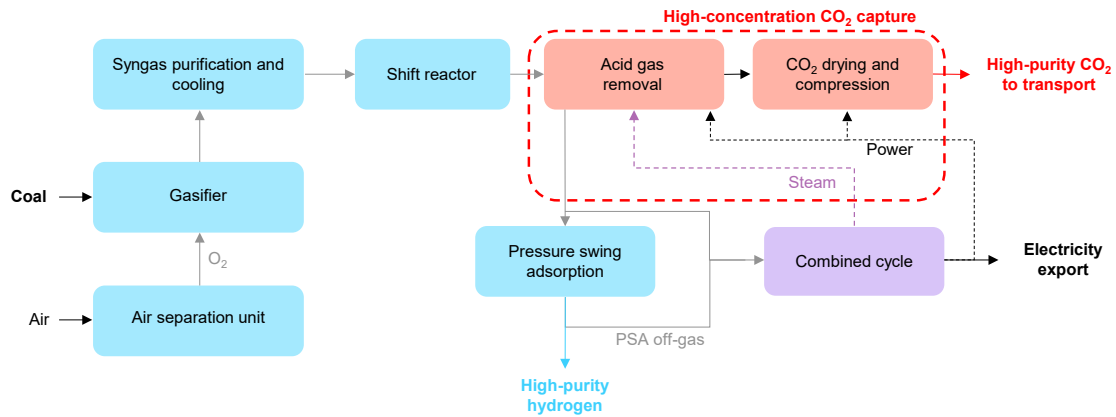 High-concentration CO₂ capture
Syngas purification and
cooling
Shift reactor
Acid gas
removal
CO₂ drying and
compression
High-purity CO₂
to transport
Power
Steam
Coal
Gasifier
O₂
Pressure swing
adsorption
Combined cycle
Electricity
export
Air
Air separation unit
PSA off-gas
High-purity
hydrogen